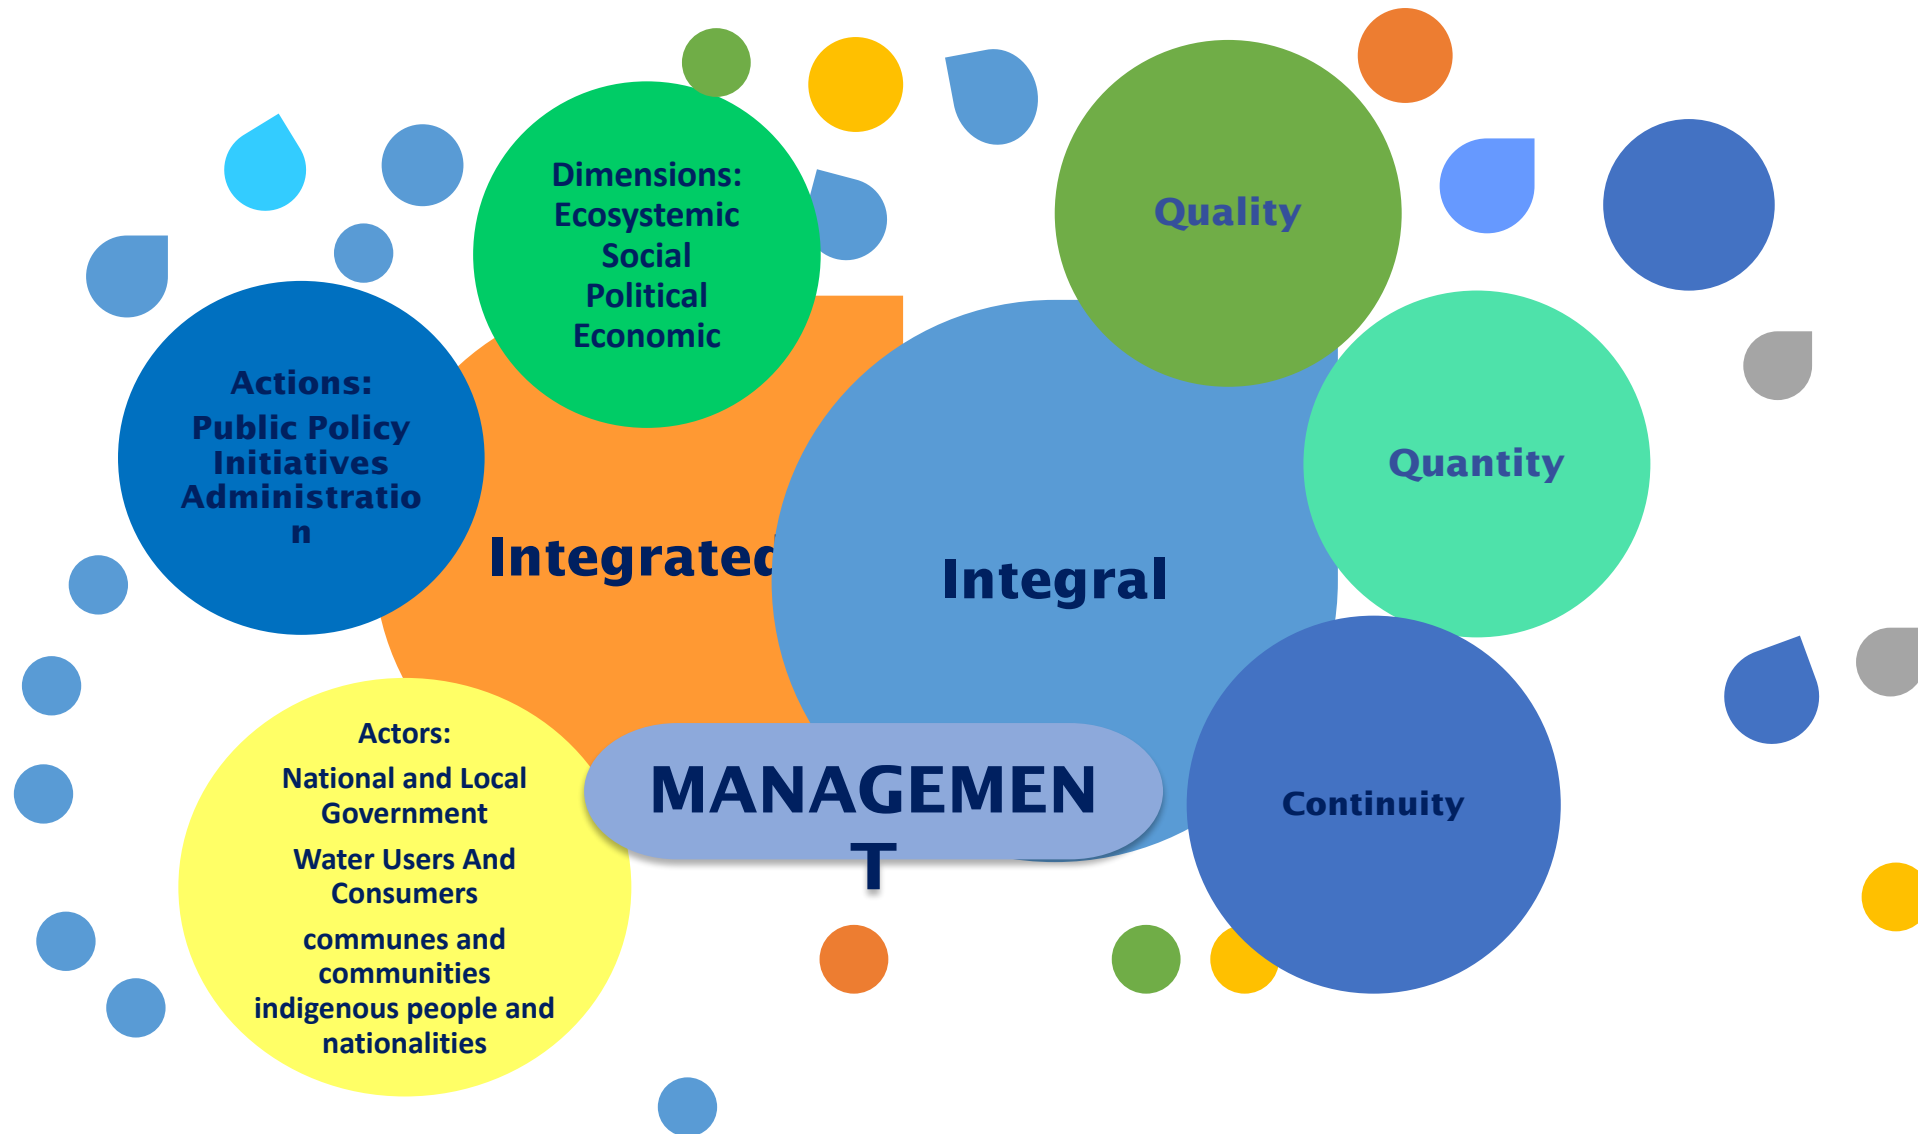 Dimensions:
Ecosystemic
Social
Political
Economic
Quality
Actions:
Public Policy
Initiatives
Administratio
n
Quantity
Integrated
Integral
Actors:
National and Local
Government
Water Users And
Consumers
communes and
communities
indigenous people and
nationalities
MANAGEMEN
T
Continuity